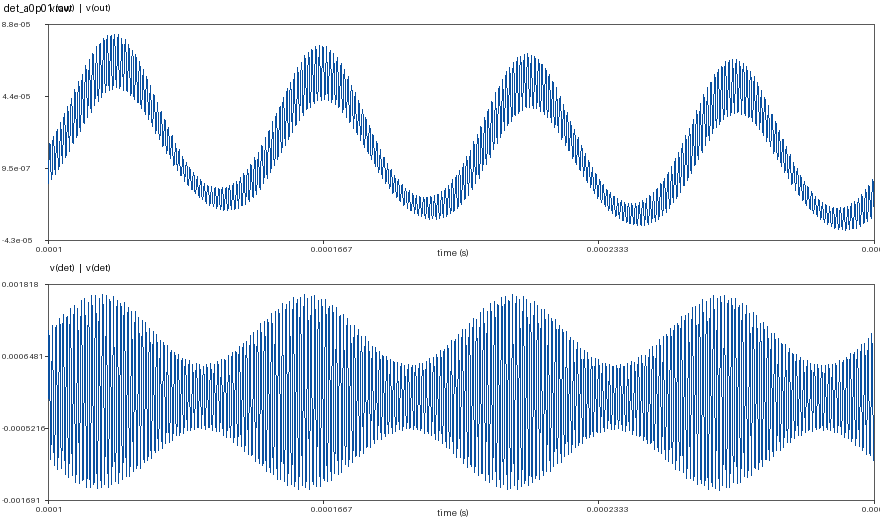 v(out) | v(out)
8.8e-05
4.4e-05
9.5e-07
-4.3e-05
0.0001
0.0001667
0.0002333
time (s)
v(det) | v(det)
0.001818
0.0006481
-0.0005216
-0.001691
0.0001
0.0001667
0.0002333
time (s)